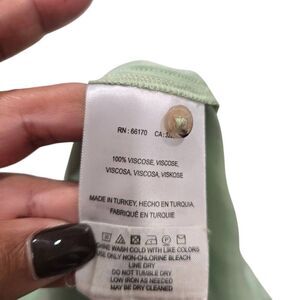 RN : 66170 CA :
100% VISCOSE, VISCOSE,
VISCOSA, VISCOSA, VISKOSE
MADE IN TURKEY, HECHO EN TURQUIA,
FABRIQUÉ EN TURQUIE
WASH COLD WITH LIKE COLORS
USE ONLY NON-CHLORINE BLEACH
LINE DRY
DO NOT TUMBLE DRY
LOW IRON AS NEEDED
MAY BE DRY CLEANED